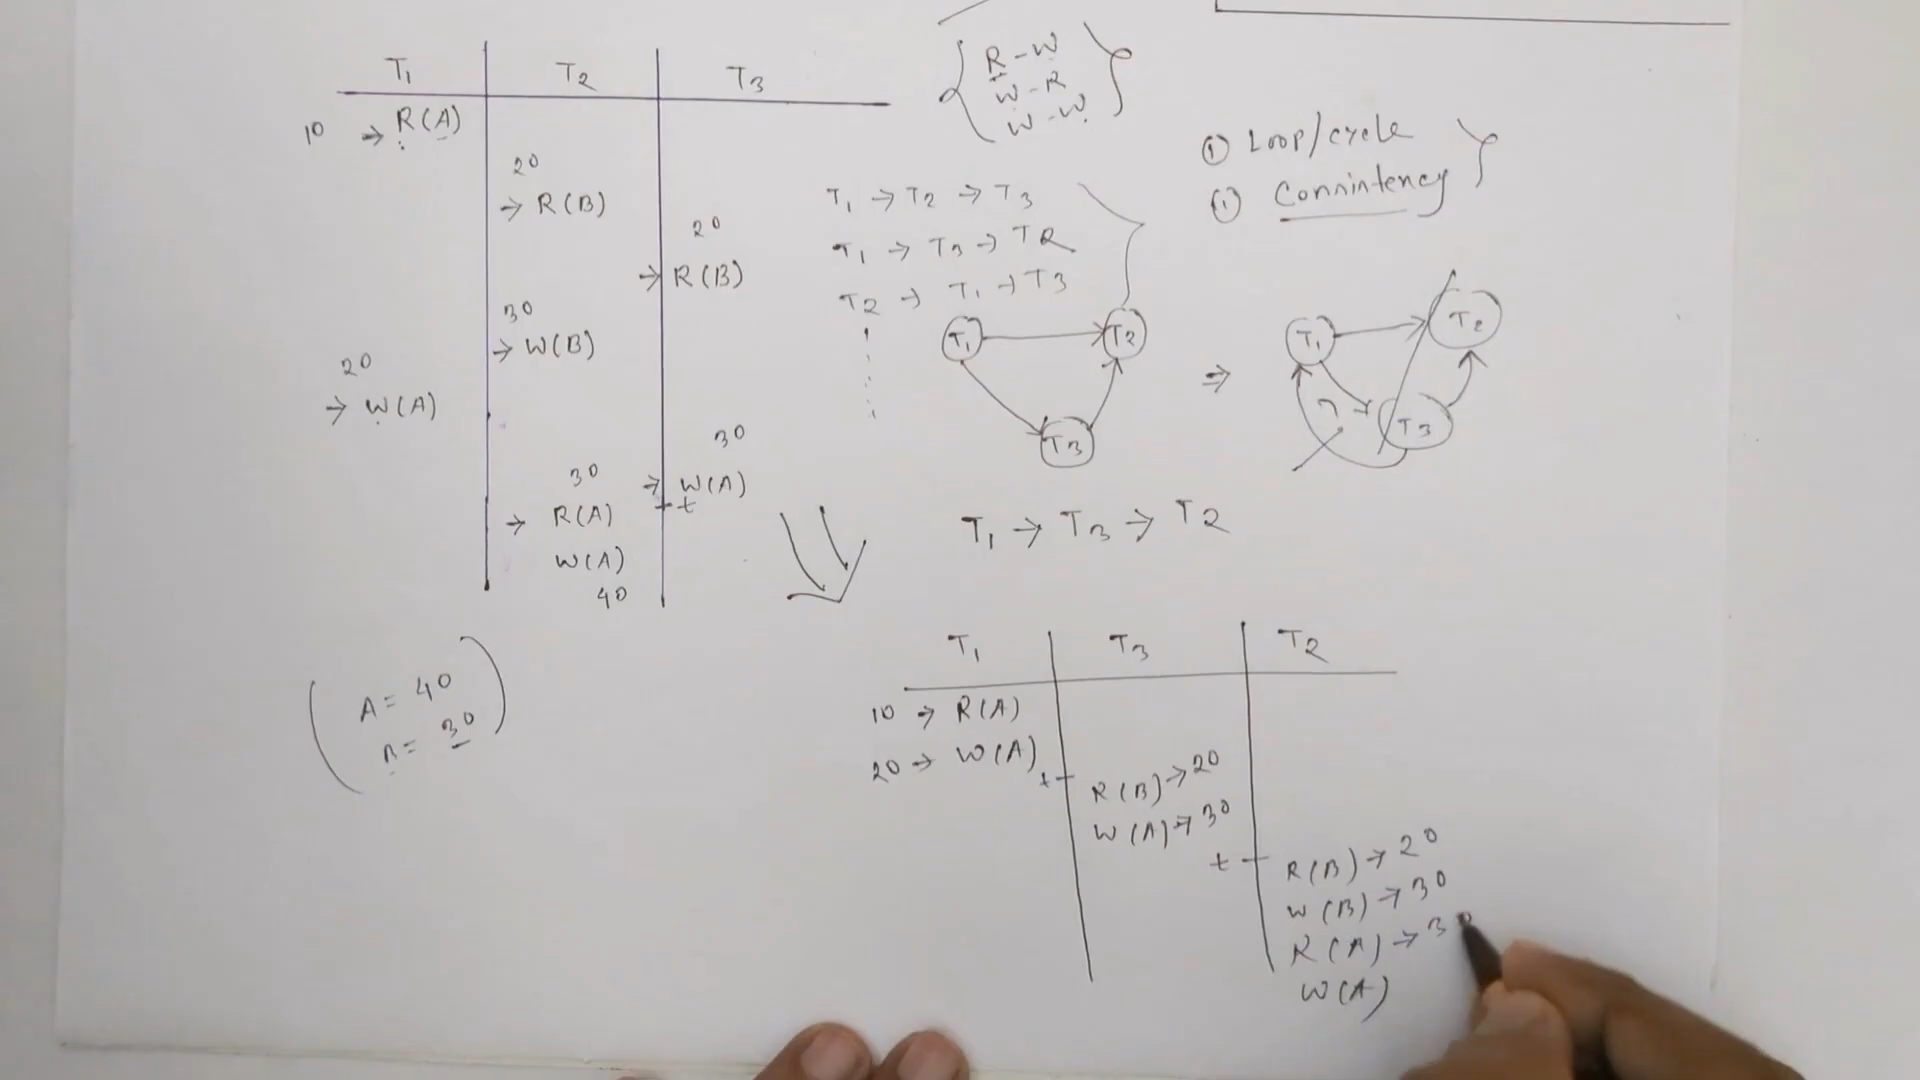 T1 T2 T3
10 → R(A)
20
→ R(B)
20
→ R(B)
30
→ W(B)
20
→ W(A)
30
→ W(A)
t
30
→ R(A)
W(A)
40
R-W
W-R
W-W
① Loop/cycle
① Connintency
T1 → T2 → T3
T1 → T3 → T2
T2 → T1 → T3
T1 T2
T3
⇒
T1 T2
T3
T1 → T3 → T2
A = 40
B = 30
T1 T3 T2
10 → R(A)
20 → W(A)
t
R(B) → 20
W(A) → 30
t
R(B) → 20
W(B) → 30
R(A) → 30
W(A)